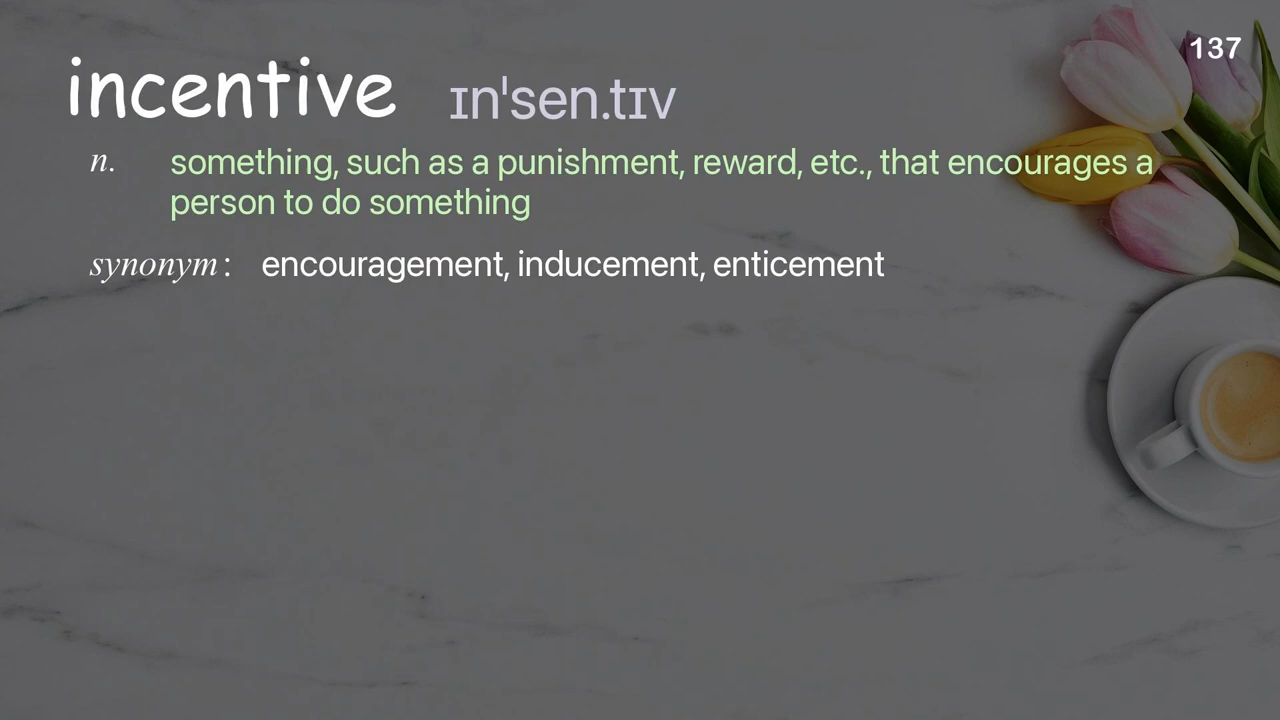 137
incentive ɪnˈsen.tɪv
n. something, such as a punishment, reward, etc., that encourages a
person to do something
synonym: encouragement, inducement, enticement